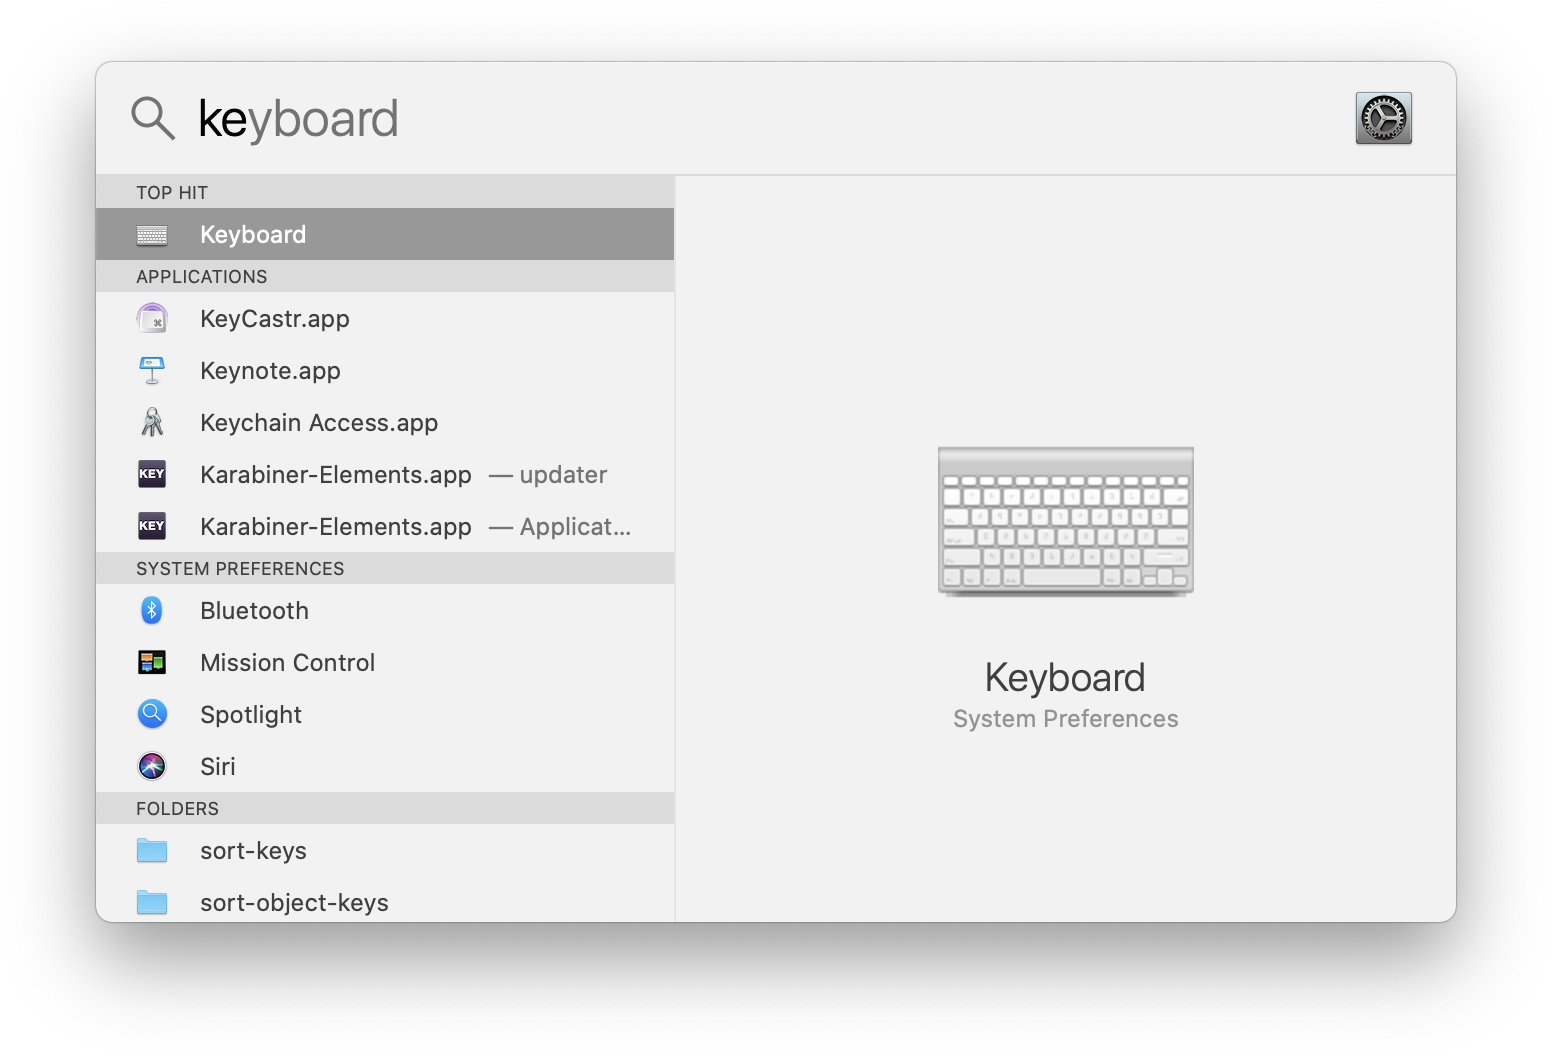 keyboard
TOP HIT
Keyboard
APPLICATIONS
KeyCastr.app
Keynote.app
Keychain Access.app
KEY Karabiner-Elements.app — updater
KEY Karabiner-Elements.app — Applicat...
SYSTEM PREFERENCES
Bluetooth
Mission Control
Spotlight
Siri
FOLDERS
sort-keys
sort-object-keys
Keyboard
System Preferences